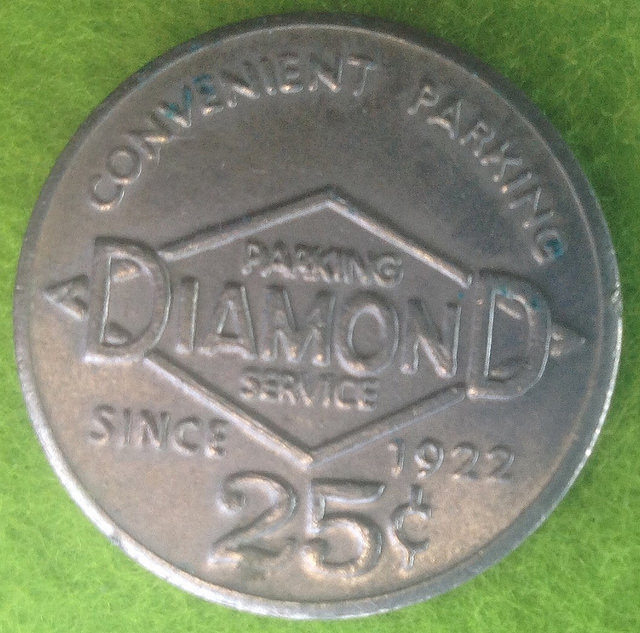 CONVENIENT PARKING
PARKING
DIAMOND
SERVICE
SINCE 1922
25¢